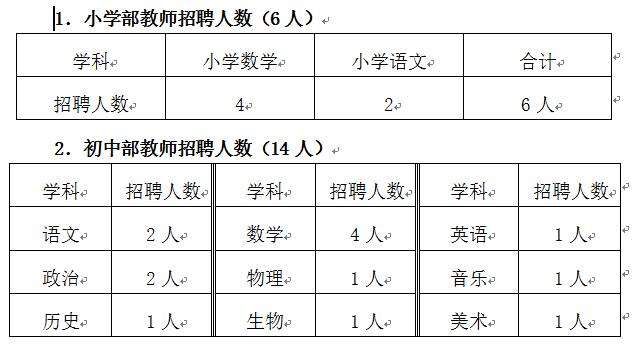 1．小学部教师招聘人数（6 人）
学科 小学数学 小学语文 合计
招聘人数 4 2 6 人
2．初中部教师招聘人数（14 人）
学科 招聘人数 学科 招聘人数 学科 招聘人数
语文 2 人 数学 4 人 英语 1 人
政治 2 人 物理 1 人 音乐 1 人
历史 1 人 生物 1 人 美术 1 人